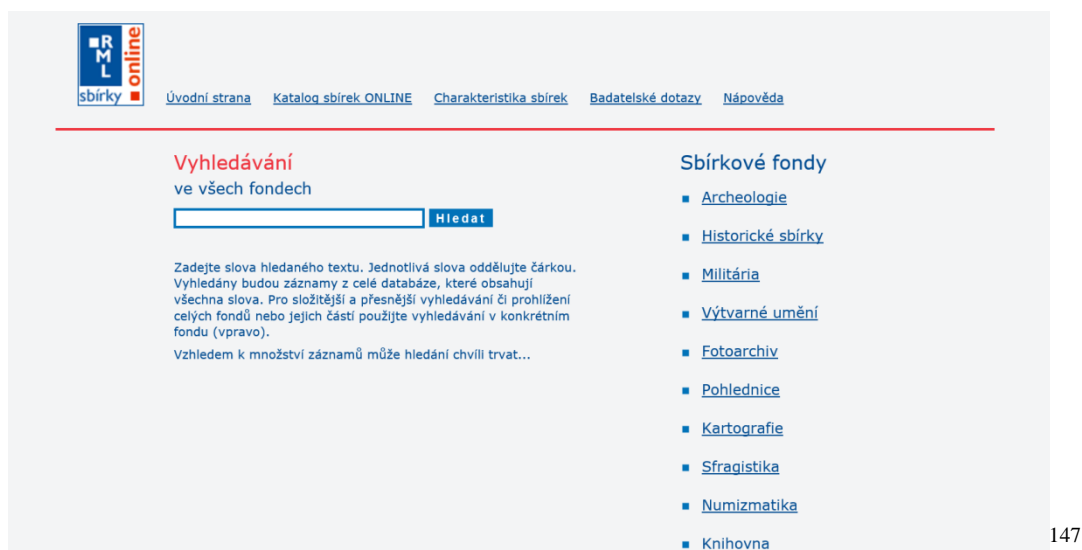 RML
online
sbírky
Úvodní strana Katalog sbírek ONLINE Charakteristika sbírek Badatelské dotazy Nápověda
Vyhledávání
ve všech fondech
Hledat
Zadejte slova hledaného textu. Jednotlivá slova oddělujte čárkou.
Vyhledány budou záznamy z celé databáze, které obsahují
všechna slova. Pro složitější a přesnější vyhledávání či prohlížení
celých fondů nebo jejich částí použijte vyhledávání v konkrétním
fondu (vpravo).
Vzhledem k množství záznamů může hledání chvíli trvat...
Sbírkové fondy
Archeologie
Historické sbírky
Militária
Výtvarné umění
Fotoarchiv
Pohlednice
Kartografie
Sfragistika
Numizmatika
Knihovna
147